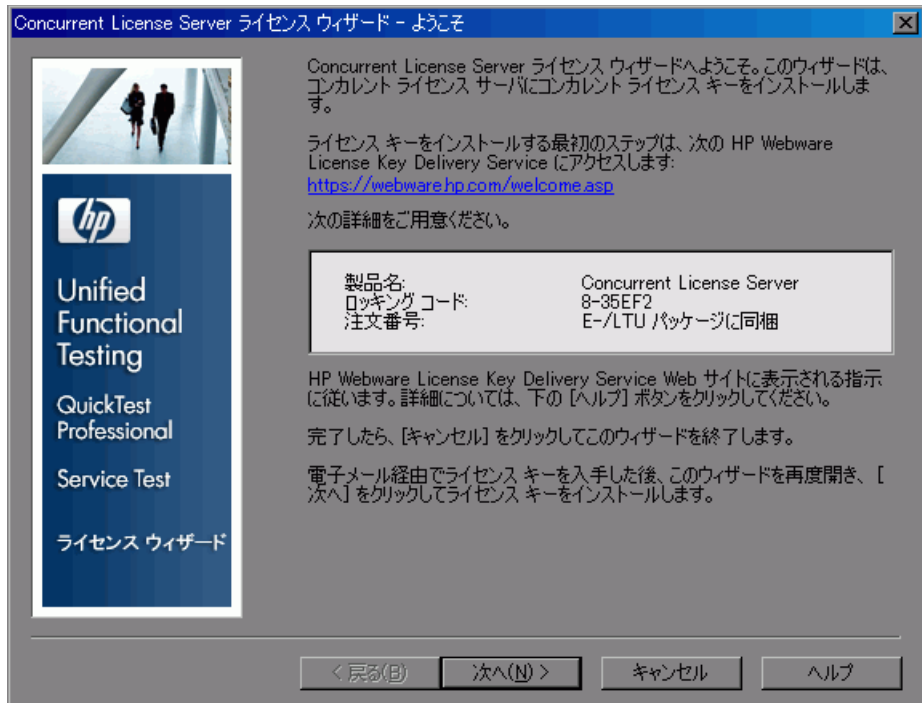 Concurrent License Server ライセンス ウィザード - ようこそ
Concurrent License Server ライセンス ウィザードへようこそ。このウィザードは、
コンカレント ライセンス サーバにコンカレント ライセンス キーをインストールしま
す。
ライセンス キーをインストールする最初のステップは、次の HP Webware
License Key Delivery Service にアクセスします:
https://webware.hp.com/welcome.asp
次の詳細をご用意ください。
製品名: Concurrent License Server
ロッキング コード: 8-35EF2
注文番号: E-/LTU パッケージに同梱
HP Webware License Key Delivery Service Web サイトに表示される指示
に従います。詳細については、下の [ヘルプ] ボタンをクリックしてください。
完了したら、[キャンセル] をクリックしてこのウィザードを終了します。
電子メール経由でライセンス キーを入手した後、このウィザードを再度開き、 [
次へ] をクリックしてライセンス キーをインストールします。
hp
Unified
Functional
Testing
QuickTest
Professional
Service Test
ライセンス ウィザード
< 戻る(B)
次へ(N) >
キャンセル
ヘルプ